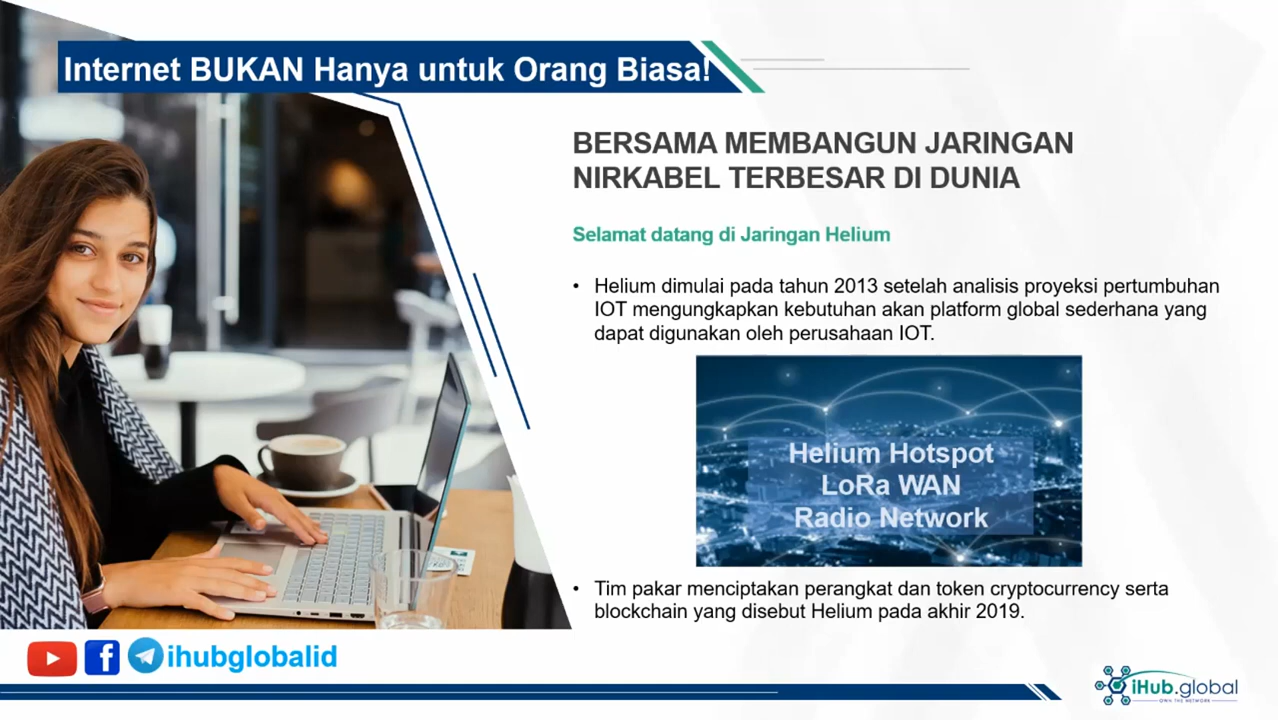 Internet BUKAN Hanya untuk Orang Biasa!
BERSAMA MEMBANGUN JARINGAN
NIRKABEL TERBESAR DI DUNIA
Selamat datang di Jaringan Helium
• Helium dimulai pada tahun 2013 setelah analisis proyeksi pertumbuhan
IOT mengungkapkan kebutuhan akan platform global sederhana yang
dapat digunakan oleh perusahaan IOT.
Helium Hotspot
LoRa WAN
Radio Network
• Tim pakar menciptakan perangkat dan token cryptocurrency serta
blockchain yang disebut Helium pada akhir 2019.
ihubglobalid
iHub.global
OWN THE NETWORK